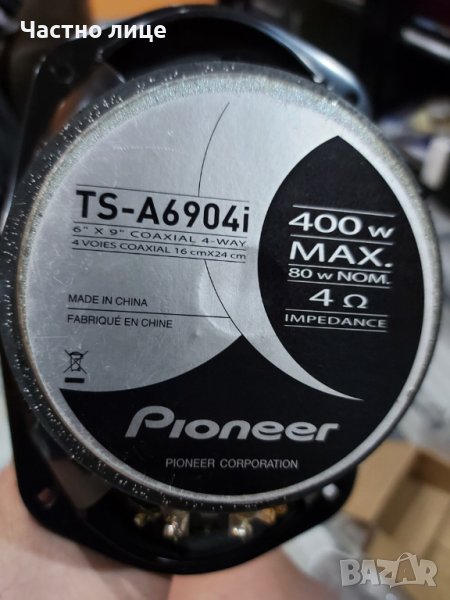 Частно лице
TS-A6904i
6" X 9" COAXIAL 4-WAY
4 VOIES COAXIAL 16 cmX24 cm
400 w
MAX.
80 w NOM.
4 Ω
IMPEDANCE
MADE IN CHINA
FABRIQUÉ EN CHINE
Pioneer
PIONEER CORPORATION
BAZAR